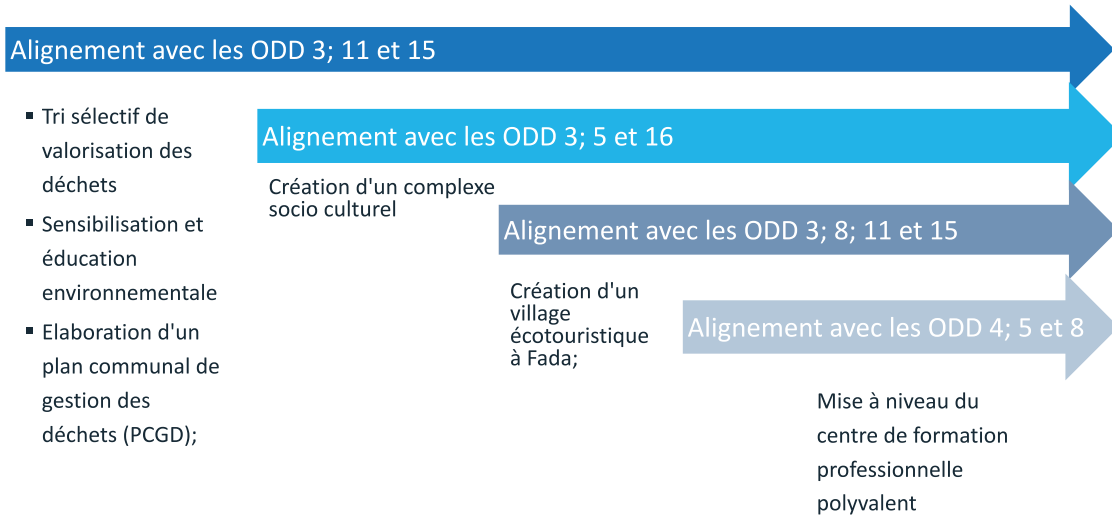 Alignement avec les ODD 3; 11 et 15
▪ Tri sélectif de
valorisation des
déchets
▪ Sensibilisation et
éducation
environnementale
▪ Elaboration d'un
plan communal de
gestion des
déchets (PCGD);
Alignement avec les ODD 3; 5 et 16
Création d'un complexe
socio culturel
Alignement avec les ODD 3; 8; 11 et 15
Création d'un
village
écotouristique
à Fada;
Alignement avec les ODD 4; 5 et 8
Mise à niveau du
centre de formation
professionnelle
polyvalent